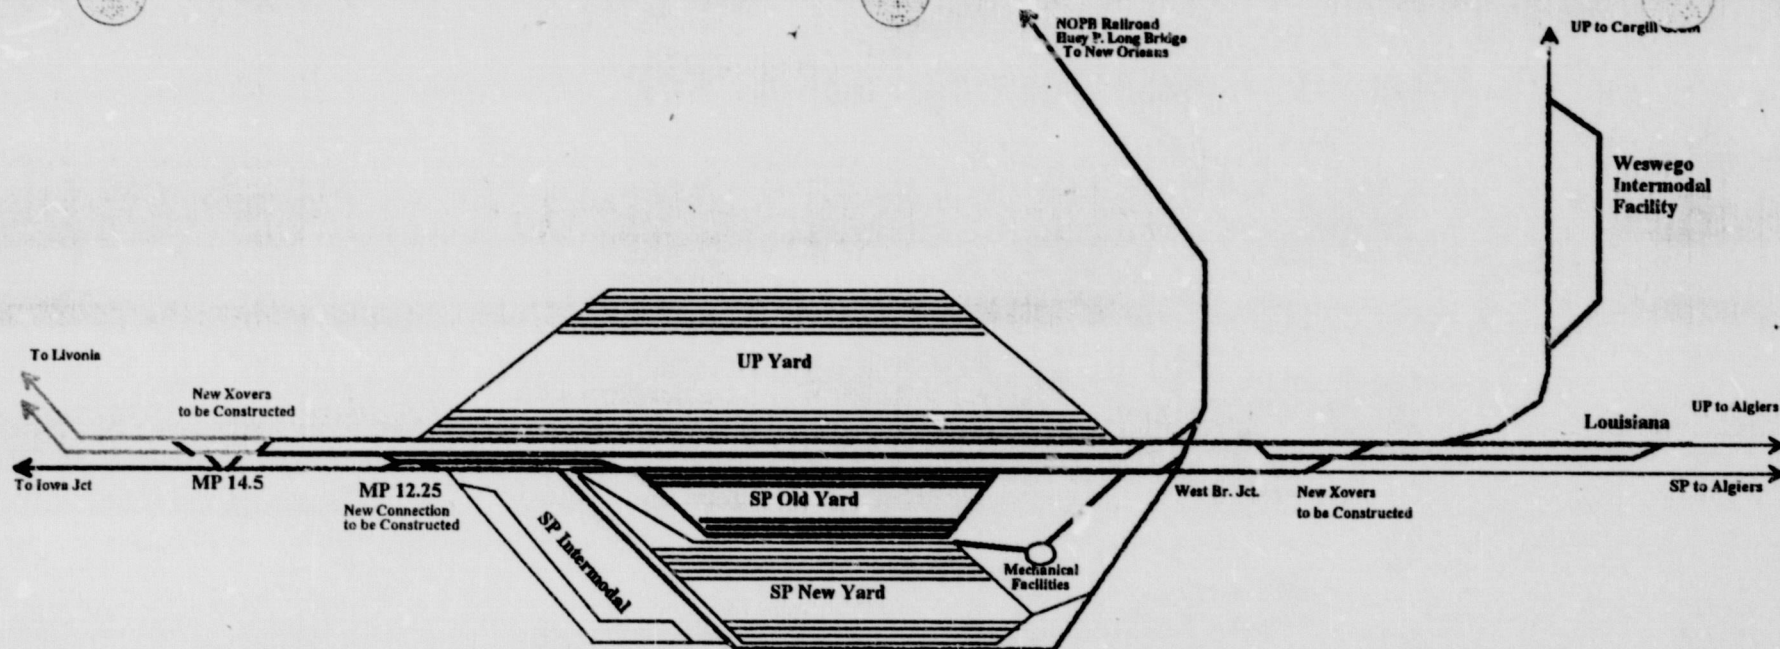 NOPB Railroad
Huey P. Long Bridge
To New Orleans
UP to Cargill
Weswego
Intermodal
Facility
To Livonia
UP Yard
New Xovers
to be Constructed
UP to Algiers
Louisiana
To Iowa Jct
MP 14.5
MP 12.25
New Connection
to be Constructed
SP Old Yard
West Br. Jct.
New Xovers
to be Constructed
SP to Algiers
SP Intermodal
Mechanical
Facilities
SP New Yard